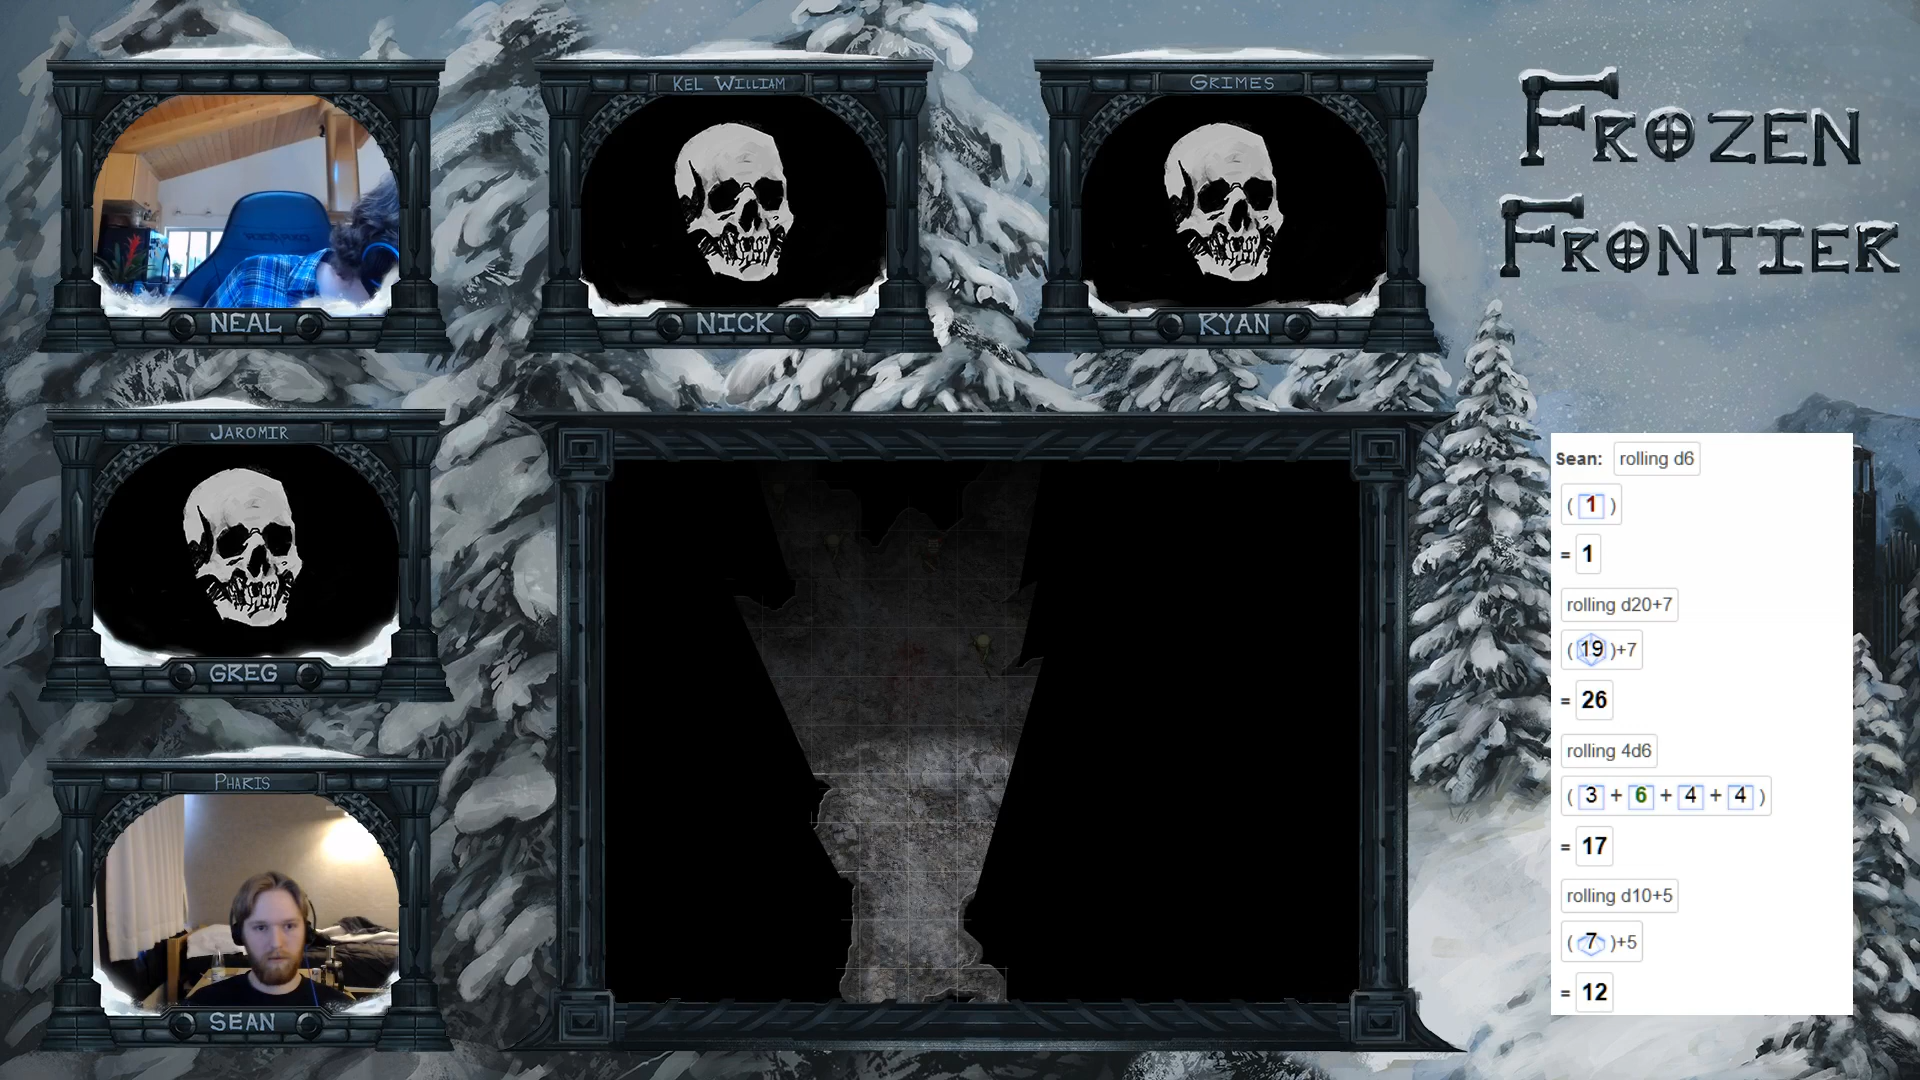 KEL WILLIAM
GRIMES
FROZEN
FRONTIER
NEAL
NICK
RYAN
JAROMIR
GREG
PHARIS
SEAN
Sean: rolling d6
( 1 )
= 1
rolling d20+7
( 19 )+7
= 26
rolling 4d6
( 3 + 6 + 4 + 4 )
= 17
rolling d10+5
( 7 )+5
= 12